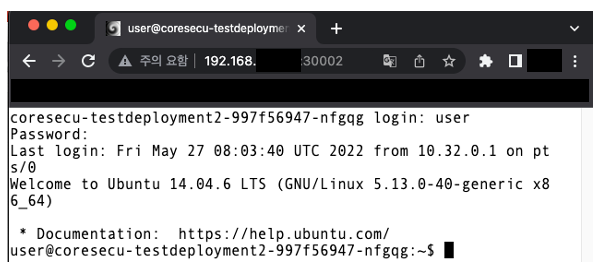 user@coresecu-testdeploymen
주의 요함 | 192.168. :30002
coresecu-testdeployment2-997f56947-nfgqg login: user
Password:
Last login: Fri May 27 08:03:40 UTC 2022 from 10.32.0.1 on pt
s/0
Welcome to Ubuntu 14.04.6 LTS (GNU/Linux 5.13.0-40-generic x8
6_64)
* Documentation:  https://help.ubuntu.com/
user@coresecu-testdeployment2-997f56947-nfgqg:~$